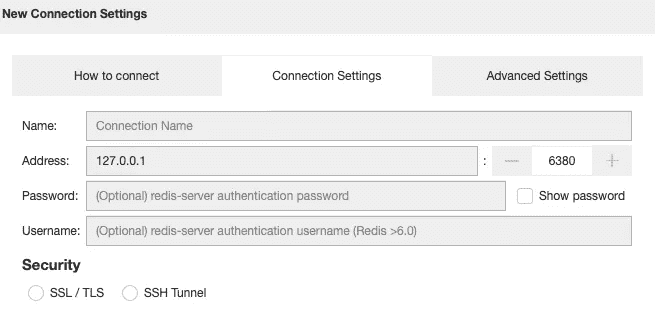 New Connection Settings
How to connect Connection Settings Advanced Settings
Name: Connection Name
Address: 127.0.0.1 : 6380
Password: (Optional) redis-server authentication password Show password
Username: (Optional) redis-server authentication username (Redis >6.0)
Security
SSL / TLS SSH Tunnel